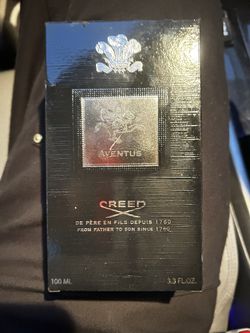 AVENTUS
CREED
DE PÈRE EN FILS DEPUIS 1760
FROM FATHER TO SON SINCE 1760
100 ML 3.3 FL.OZ.